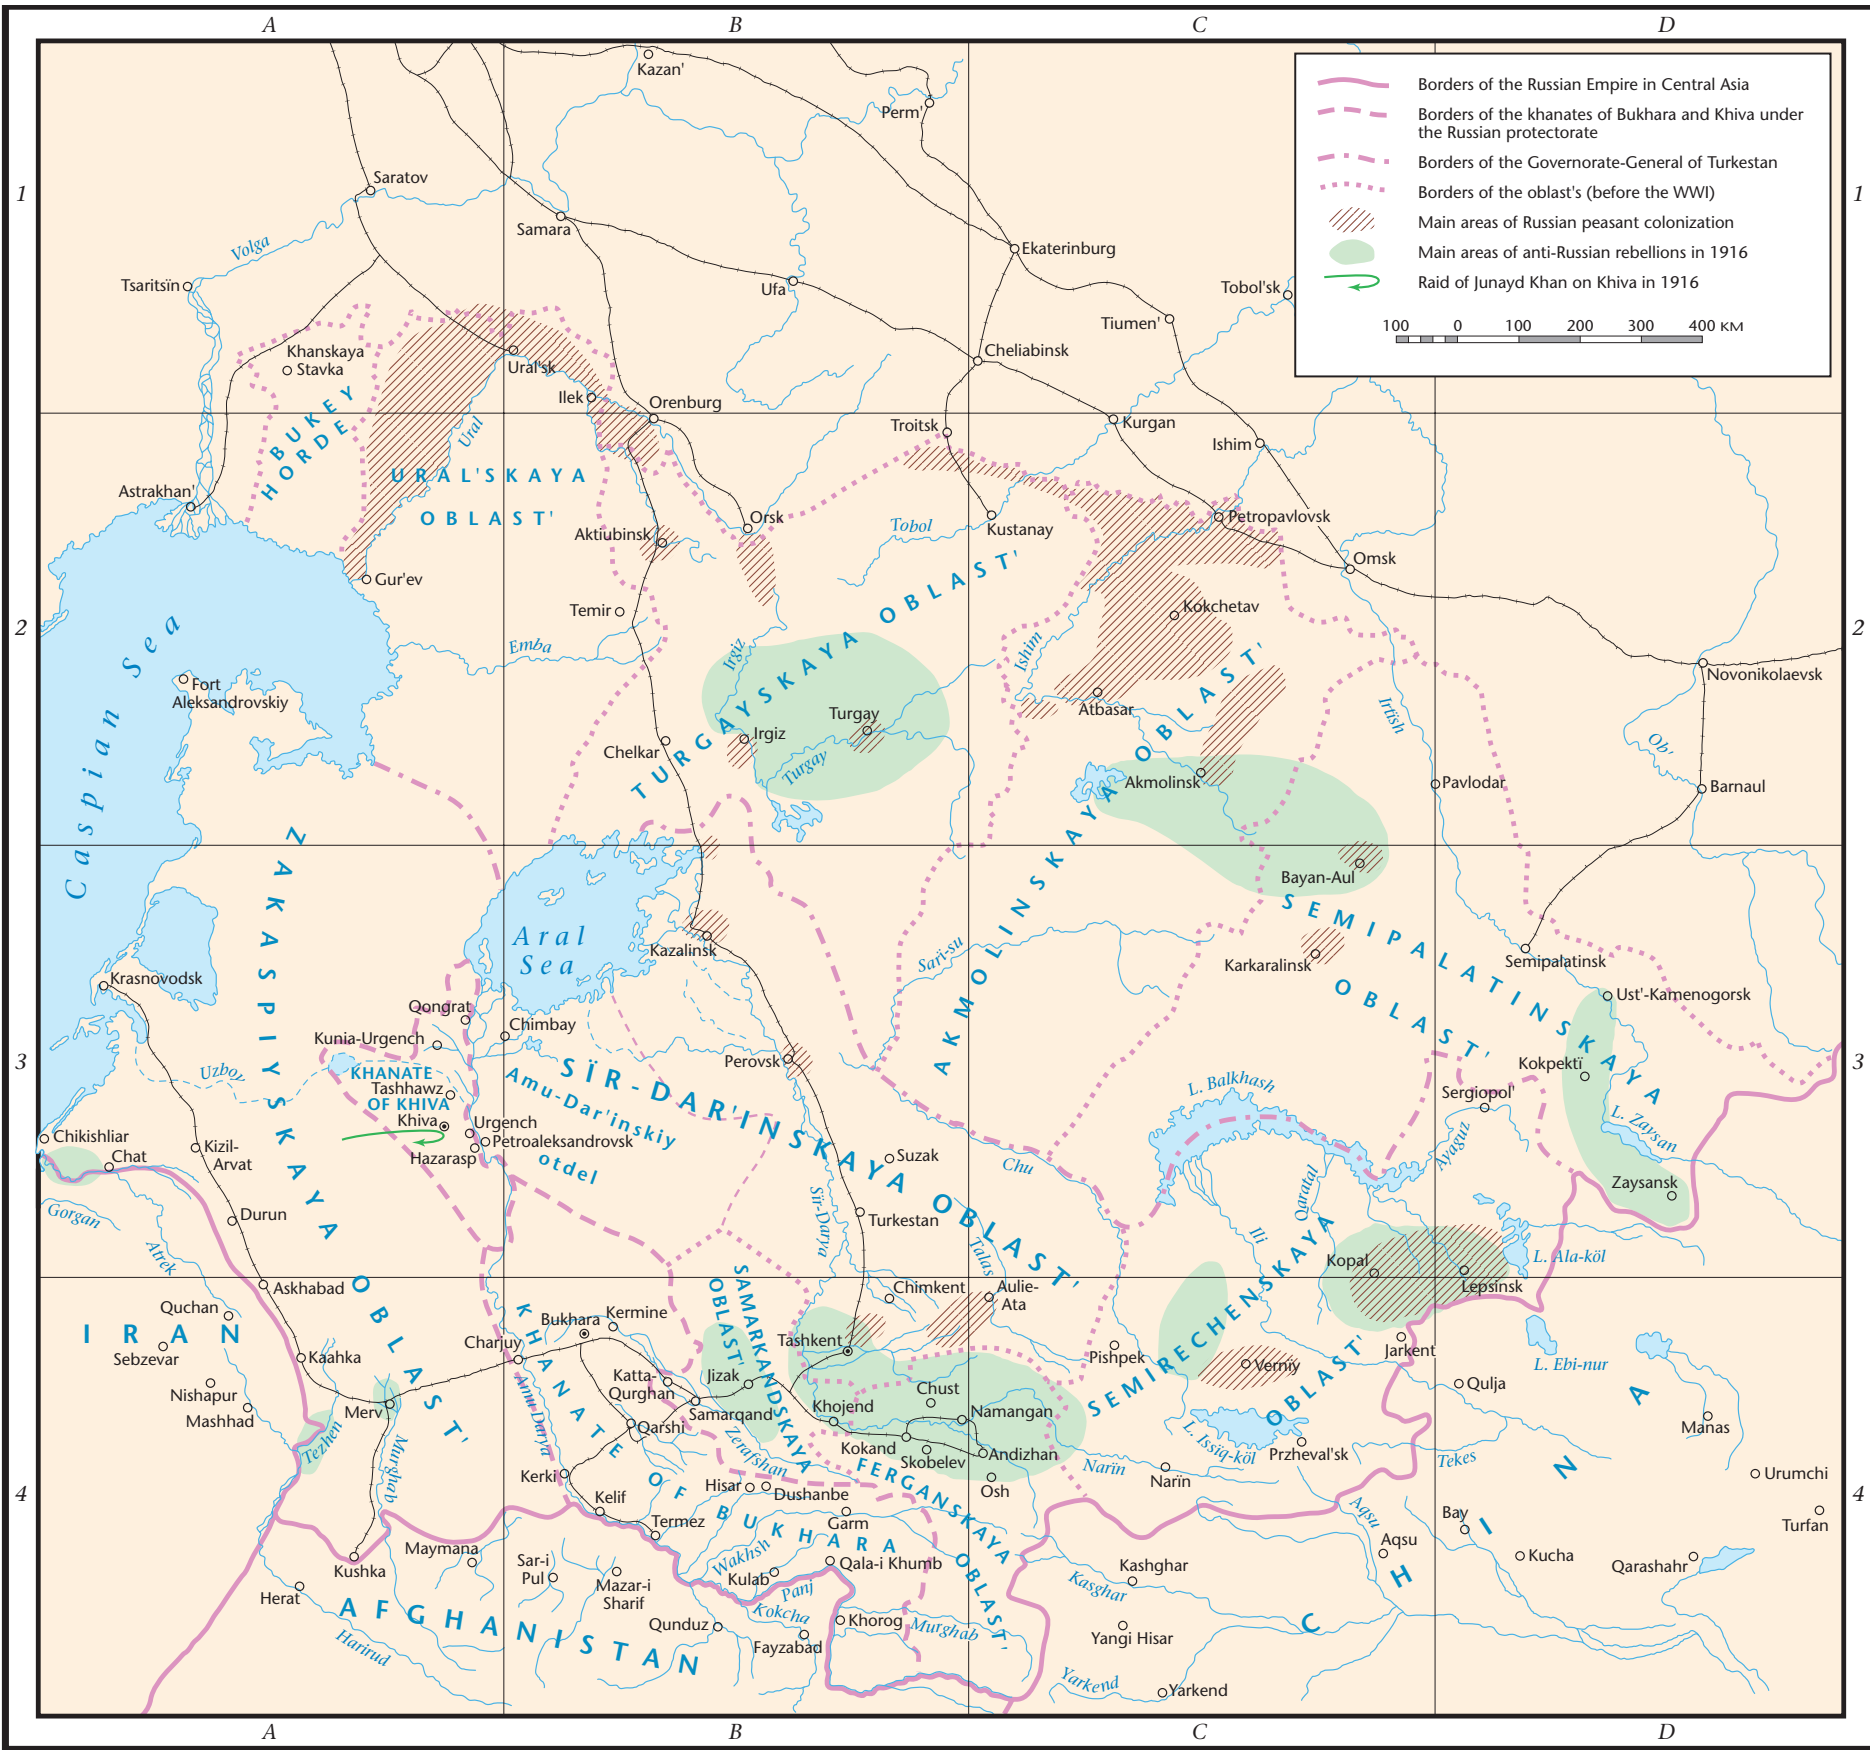 A
B
C
D
1
1
2
2
3
3
4
4
A
B
C
D
Borders of the Russian Empire in Central Asia
Borders of the khanates of Bukhara and Khiva under
the Russian protectorate
Borders of the Governorate-General of Turkestan
Borders of the oblast's (before the WWI)
Main areas of Russian peasant colonization
Main areas of anti-Russian rebellions in 1916
Raid of Junayd Khan on Khiva in 1916
100 0 100 200 300 400 KM
Kazan'
Perm'
Saratov
Samara
Volga
Tsaritsïn
Ufa
Ekaterinburg
Tobol'sk
Tiumen'
Cheliabinsk
Khanskaya
Stavka
Ural'sk
Ilek
Orenburg
BUKEY
HORDE
Ural
Troitsk
Kurgan
Ishim
URAL'SKAYA
OBLAST'
Astrakhan'
Orsk
Tobol
Kustanay
Petropavlovsk
Aktiubinsk
Omsk
Gur'ev
Temir
Kokchetav
Emba
Irgiz
Ishim
TURGAYSKAYA OBLAST'
Caspian Sea
Fort
Aleksandrovskiy
Novonikolaevsk
Atbasar
Irtïsh
Turgay
Irgiz
Chelkar
Turgay
Ob'
Akmolinsk
Pavlodar
Barnaul
AKMOLINSKAYA OBLAST'
Bayan-Aul
SEMIPALATINSKAYA
OBLAST'
Aral
Sea
Kazalinsk
Sarï-su
Karkaralinsk
Semipalatinsk
Krasnovodsk
Ust'-Kamenogorsk
ZAKASPIYSKAYA OBLAST'
Qongrat
Chimbay
Kunia-Urgench
Perovsk
Uzboy
KHANATE
OF KHIVA
Tashhawz
Khiva
Urgench
Petroaleksandrovsk
Hazarasp
SÏR-DAR'INSKAYA OBLAST'
Amu-Dar'inskiy
otdel
L. Balkhash
Kokpektï
Sergiopol'
L. Zaysan
Chikishliar
Chat
Kizil-
Arvat
Suzak
Chu
Ayaguz
Zaysansk
Gorgan
Durun
Sïr-Darya
Turkestan
Qaratal
Atrek
Talas
Ili
Kopal
L. Ala-köl
Lepsinsk
Askhabad
Quchan
Chimkent
Aulie-
Ata
IRAN
Sebzevar
Kaahka
Bukhara
Kermine
SAMARKANDSKAYA
OBLAST'
Tashkent
Charjuy
KHANATE OF BUKHARA
Pishpek
Verniy
Jarkent
L. Ebi-nur
SEMIRECHENSKAYA
OBLAST'
Katta-
Qurghan
Jizak
Nishapur
Mashhad
Merv
Samarqand
Khojend
Chust
Namangan
Qulja
Manas
Amu-Darya
Qarshi
Kokand
Skobelev
Andizhan
L. Issïq-köl
Przheval'sk
Tezhen
Murghab
Zerafshan
Kerki
Hisar
Dushanbe
FERGANSKAYA
OBLAST'
Osh
Narïn
Narïn
Tekes
Urumchi
Kelif
Termez
Garm
Aqsu
Bay
Turfan
Maymana
Kushka
Sar-i
Pul
Mazar-i
Sharif
Wakhsh
Kulab
Panj
Qala-i Khumb
Kashghar
Aqsu
Kucha
Qarashahr
Herat
Kasghar
AFGHANISTAN
Kokcha
Qunduz
Fayzabad
Khorog
Murghab
Yangi Hisar
CHINA
Harirud
Yarkend
Yarkend